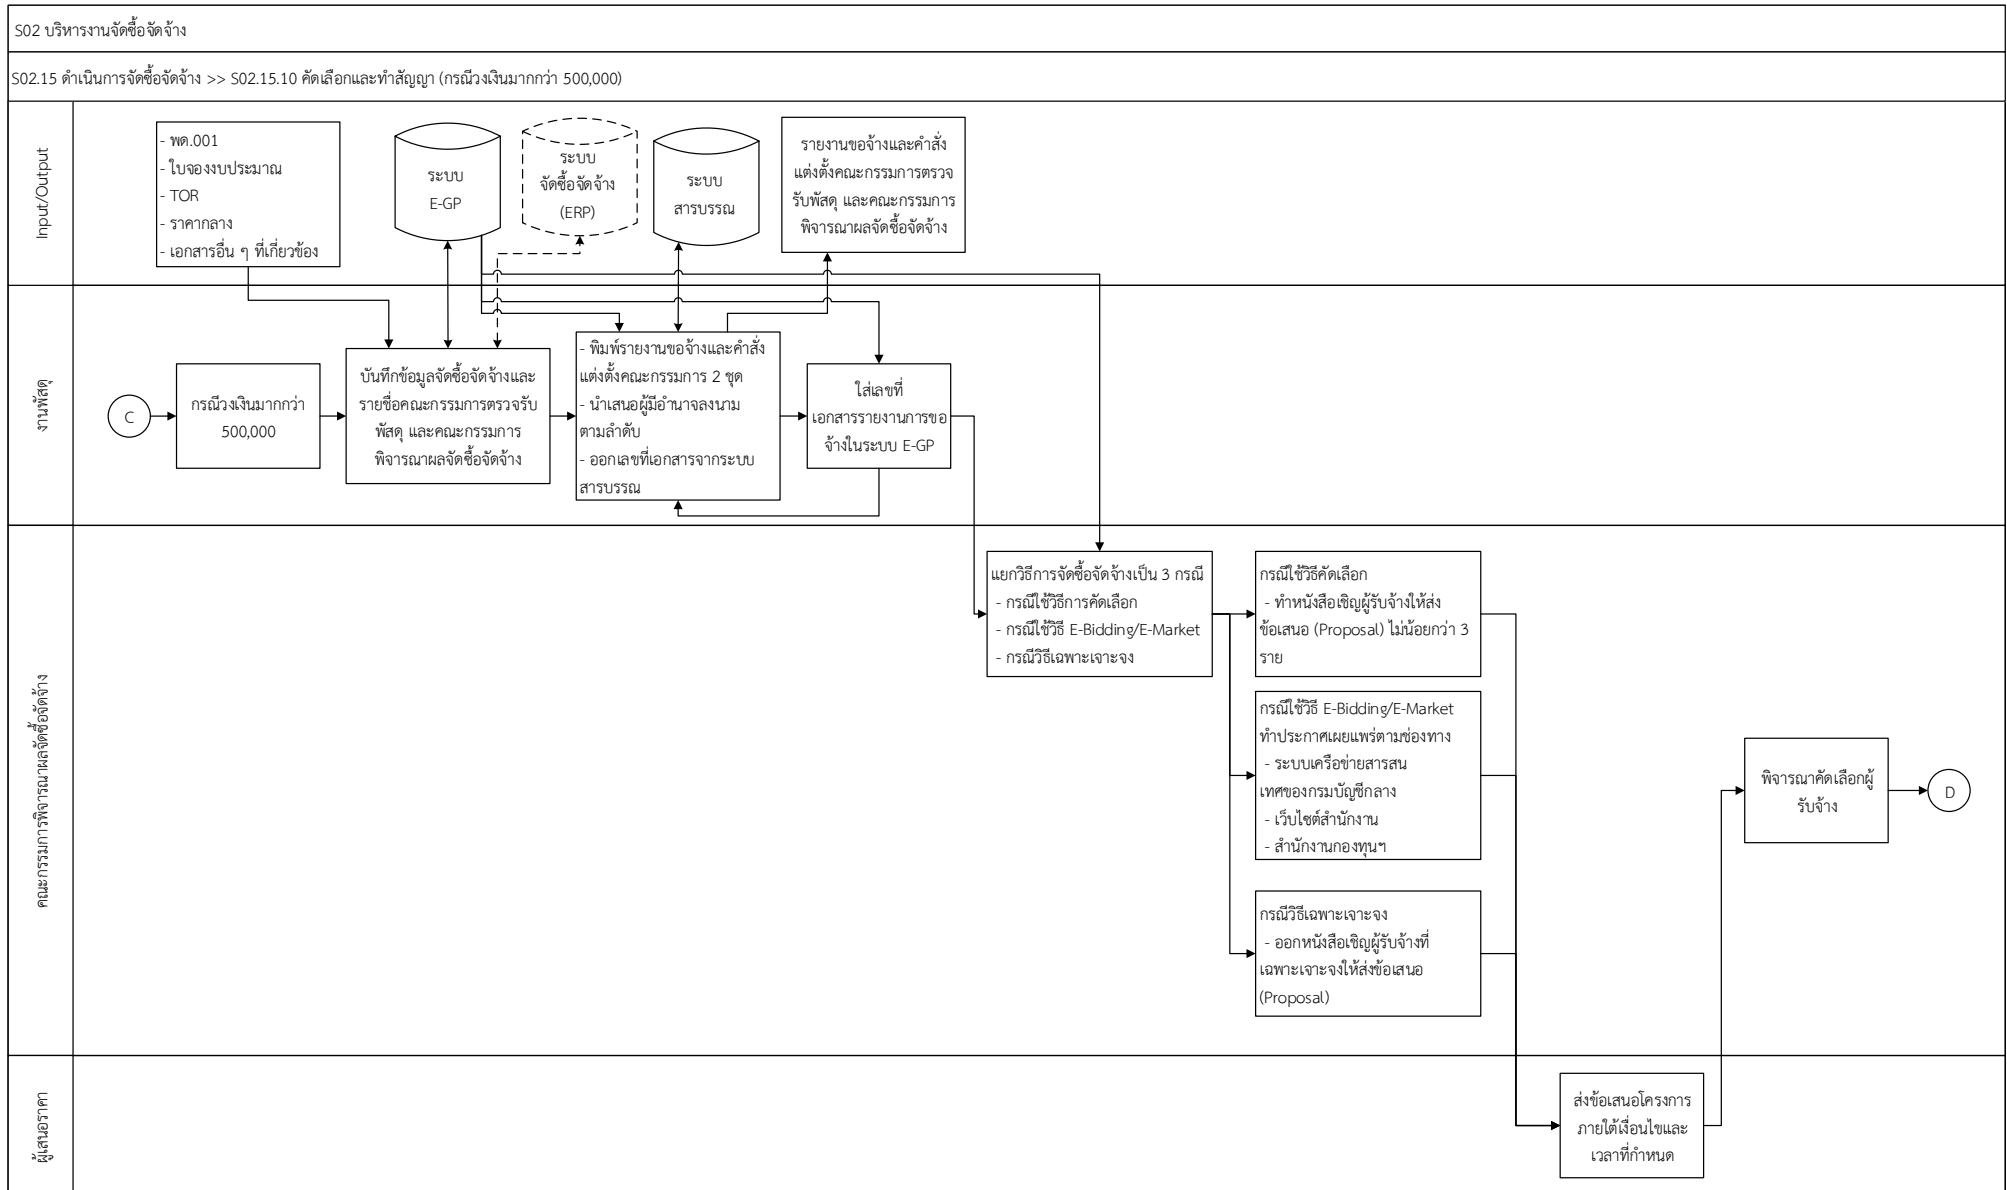 S02 บริหารงานจัดซื้อจัดจ้าง
S02.15 ดำเนินการจัดซื้อจัดจ้าง >> S02.15.10 คัดเลือกและทำสัญญา (กรณีวงเงินมากกว่า 500,000)
Input/Output
- พด.001
- ใบจองงบประมาณ
- TOR
- ราคากลาง
- เอกสารอื่น ๆ ที่เกี่ยวข้อง
ระบบ
E-GP
ระบบ
จัดซื้อจัดจ้าง
(ERP)
ระบบ
สารบรรณ
รายงานขอจ้างและคำสั่ง
แต่งตั้งคณะกรรมการตรวจ
รับพัสดุ และคณะกรรมการ
พิจารณาผลจัดซื้อจัดจ้าง
งานพัสดุ
C
กรณีวงเงินมากกว่า
500,000
บันทึกข้อมูลจัดซื้อจัดจ้างและ
รายชื่อคณะกรรมการตรวจรับ
พัสดุ และคณะกรรมการ
พิจารณาผลจัดซื้อจัดจ้าง
- พิมพ์รายงานขอจ้างและคำสั่ง
แต่งตั้งคณะกรรมการ 2 ชุด
- นำเสนอผู้มีอำนาจลงนาม
ตามลำดับ
- ออกเลขที่เอกสารจากระบบ
สารบรรณ
ใส่เลขที่
เอกสารรายงานการขอ
จ้างในระบบ E-GP
คณะกรรมการพิจารณาผลจัดซื้อจัดจ้าง
แยกวิธีการจัดซื้อจัดจ้างเป็น 3 กรณี
- กรณีใช้วิธีการคัดเลือก
- กรณีใช้วิธี E-Bidding/E-Market
- กรณีวิธีเฉพาะเจาะจง
กรณีใช้วิธีคัดเลือก
- ทำหนังสือเชิญผู้รับจ้างให้ส่ง
ข้อเสนอ (Proposal) ไม่น้อยกว่า 3
ราย
กรณีใช้วิธี E-Bidding/E-Market
ทำประกาศเผยแพร่ตามช่องทาง
- ระบบเครือข่ายสารสน
เทศของกรมบัญชีกลาง
- เว็บไซต์สำนักงาน
- สำนักงานกองทุนฯ
กรณีวิธีเฉพาะเจาะจง
- ออกหนังสือเชิญผู้รับจ้างที่
เฉพาะเจาะจงให้ส่งข้อเสนอ
(Proposal)
พิจารณาคัดเลือกผู้
รับจ้าง
D
ผู้เสนอราคา
ส่งข้อเสนอโครงการ
ภายใต้เงื่อนไขและ
เวลาที่กำหนด